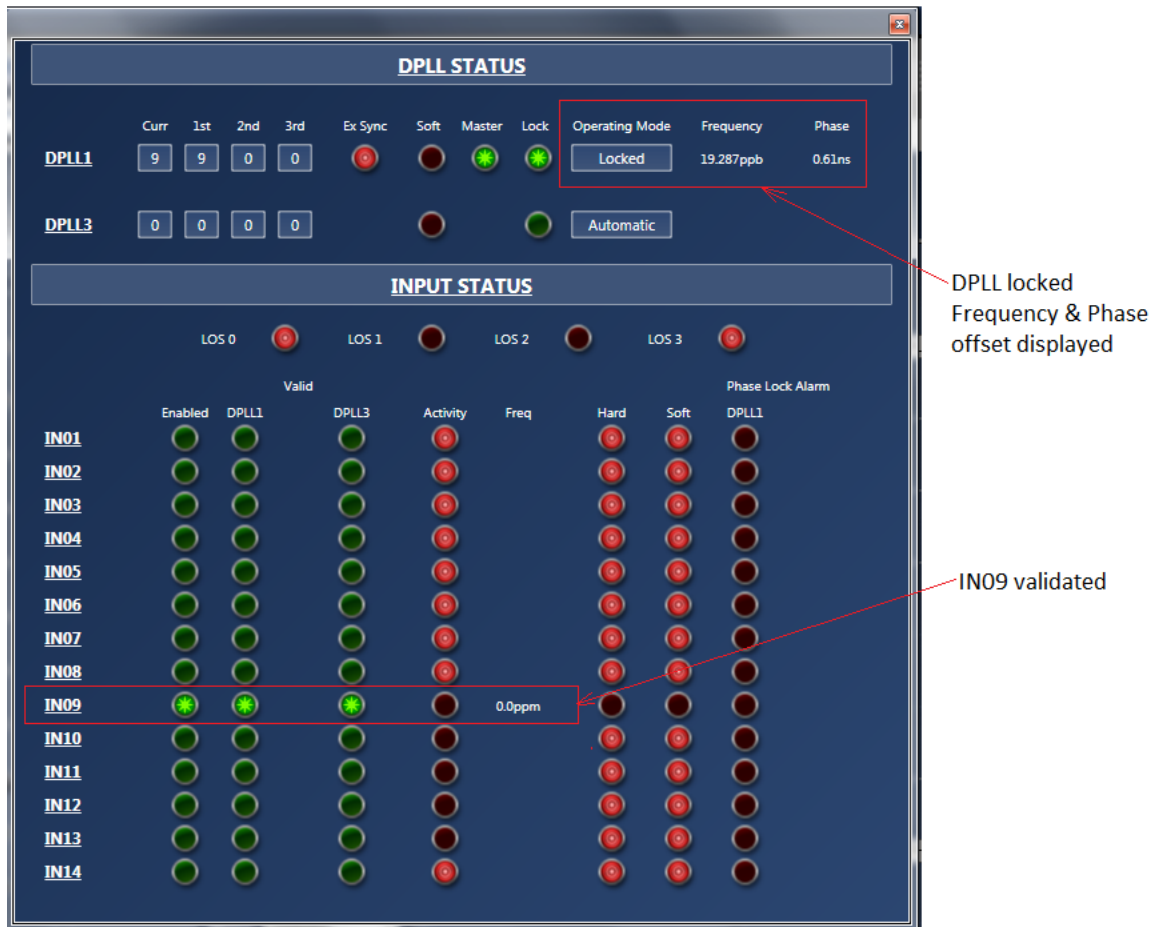 DPLL STATUS
Curr 1st 2nd 3rd Ex Sync Soft Master Lock Operating Mode Frequency Phase
DPLL1 9 9 0 0 Locked 19.287ppb 0.61ns
DPLL3 0 0 0 0 Automatic
INPUT STATUS
DPLL locked
Frequency & Phase
offset displayed
LOS 0 LOS 1 LOS 2 LOS 3
Valid Phase Lock Alarm
Enabled DPLL1 DPLL3 Activity Freq Hard Soft DPLL1
IN01
IN02
IN03
IN04
IN05
IN06
IN09 validated
IN07
IN08
IN09 0.0ppm
IN10
IN11
IN12
IN13
IN14